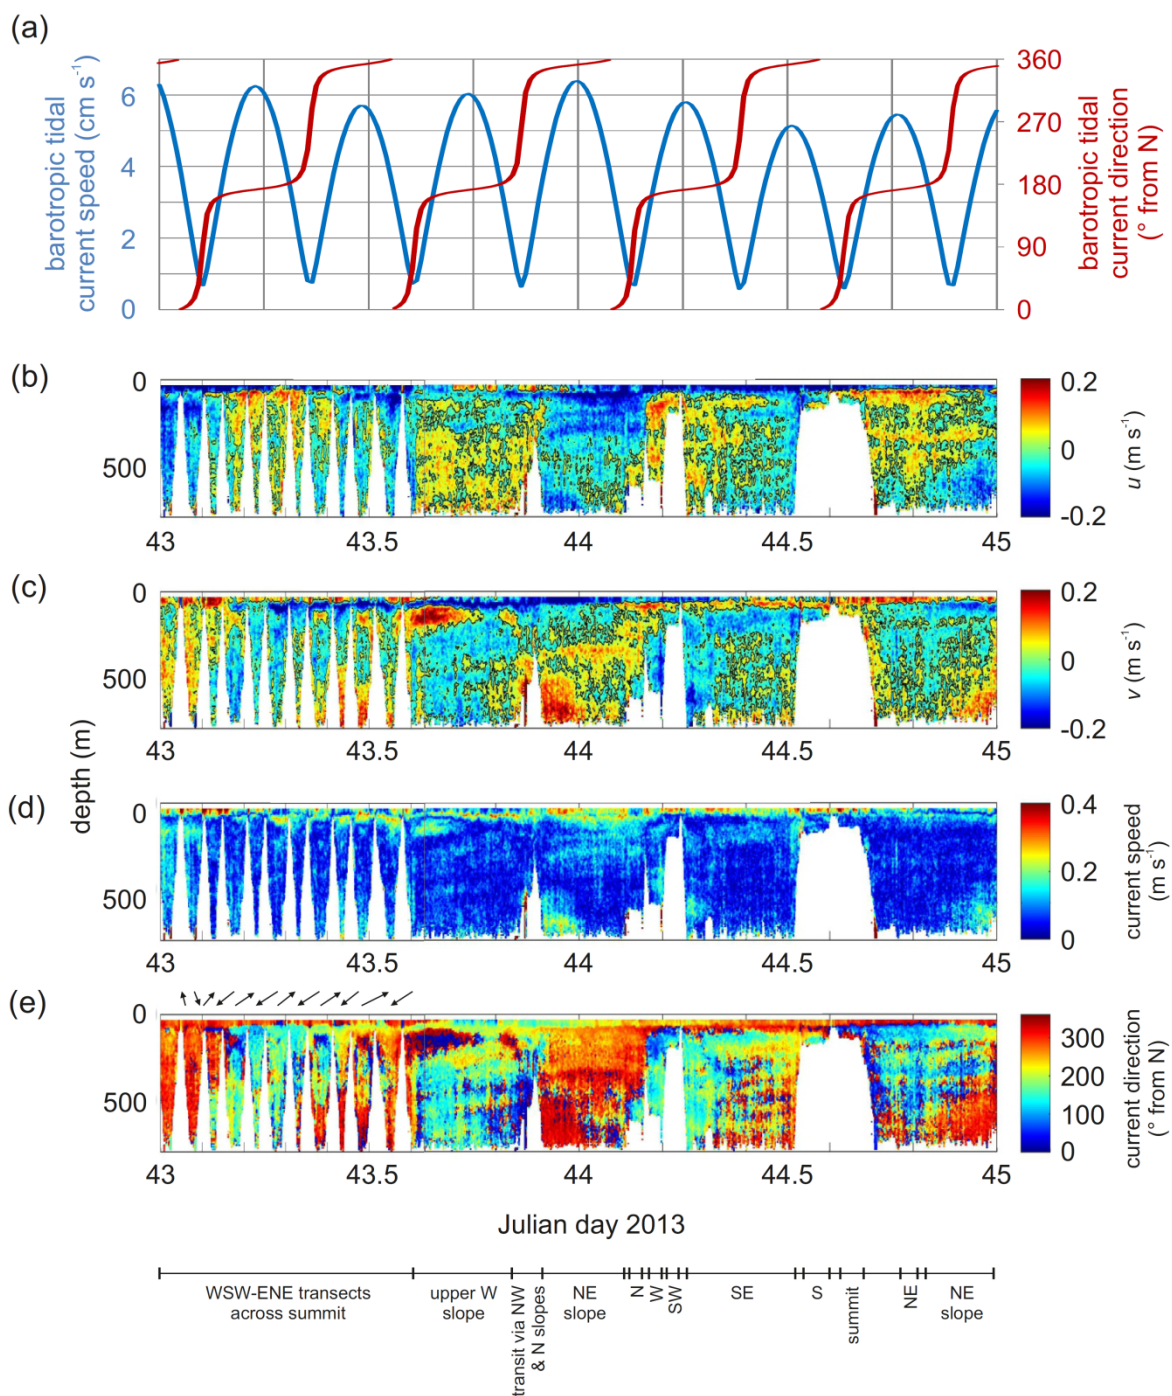 (a)
barotropic tidal
current speed (cm s⁻¹)
6
4
2
0
360
270
180
90
0
barotropic tidal
current direction
(° from N)
(b)
0
500
43
43.5
44
44.5
45
0.2
0
-0.2
u (m s⁻¹)
(c)
0
500
43
43.5
44
44.5
45
0.2
0
-0.2
v (m s⁻¹)
depth (m)
(d)
0
500
43
43.5
44
44.5
45
0.4
0.2
0
current speed
(m s⁻¹)
(e)
0
500
43
43.5
44
44.5
45
300
200
100
0
current direction
(° from N)
Julian day 2013
WSW-ENE transects
across summit
upper W
slope
transit via NW
& N slopes
NE
slope
N
W
SW
SE
S
summit
NE
NE
slope